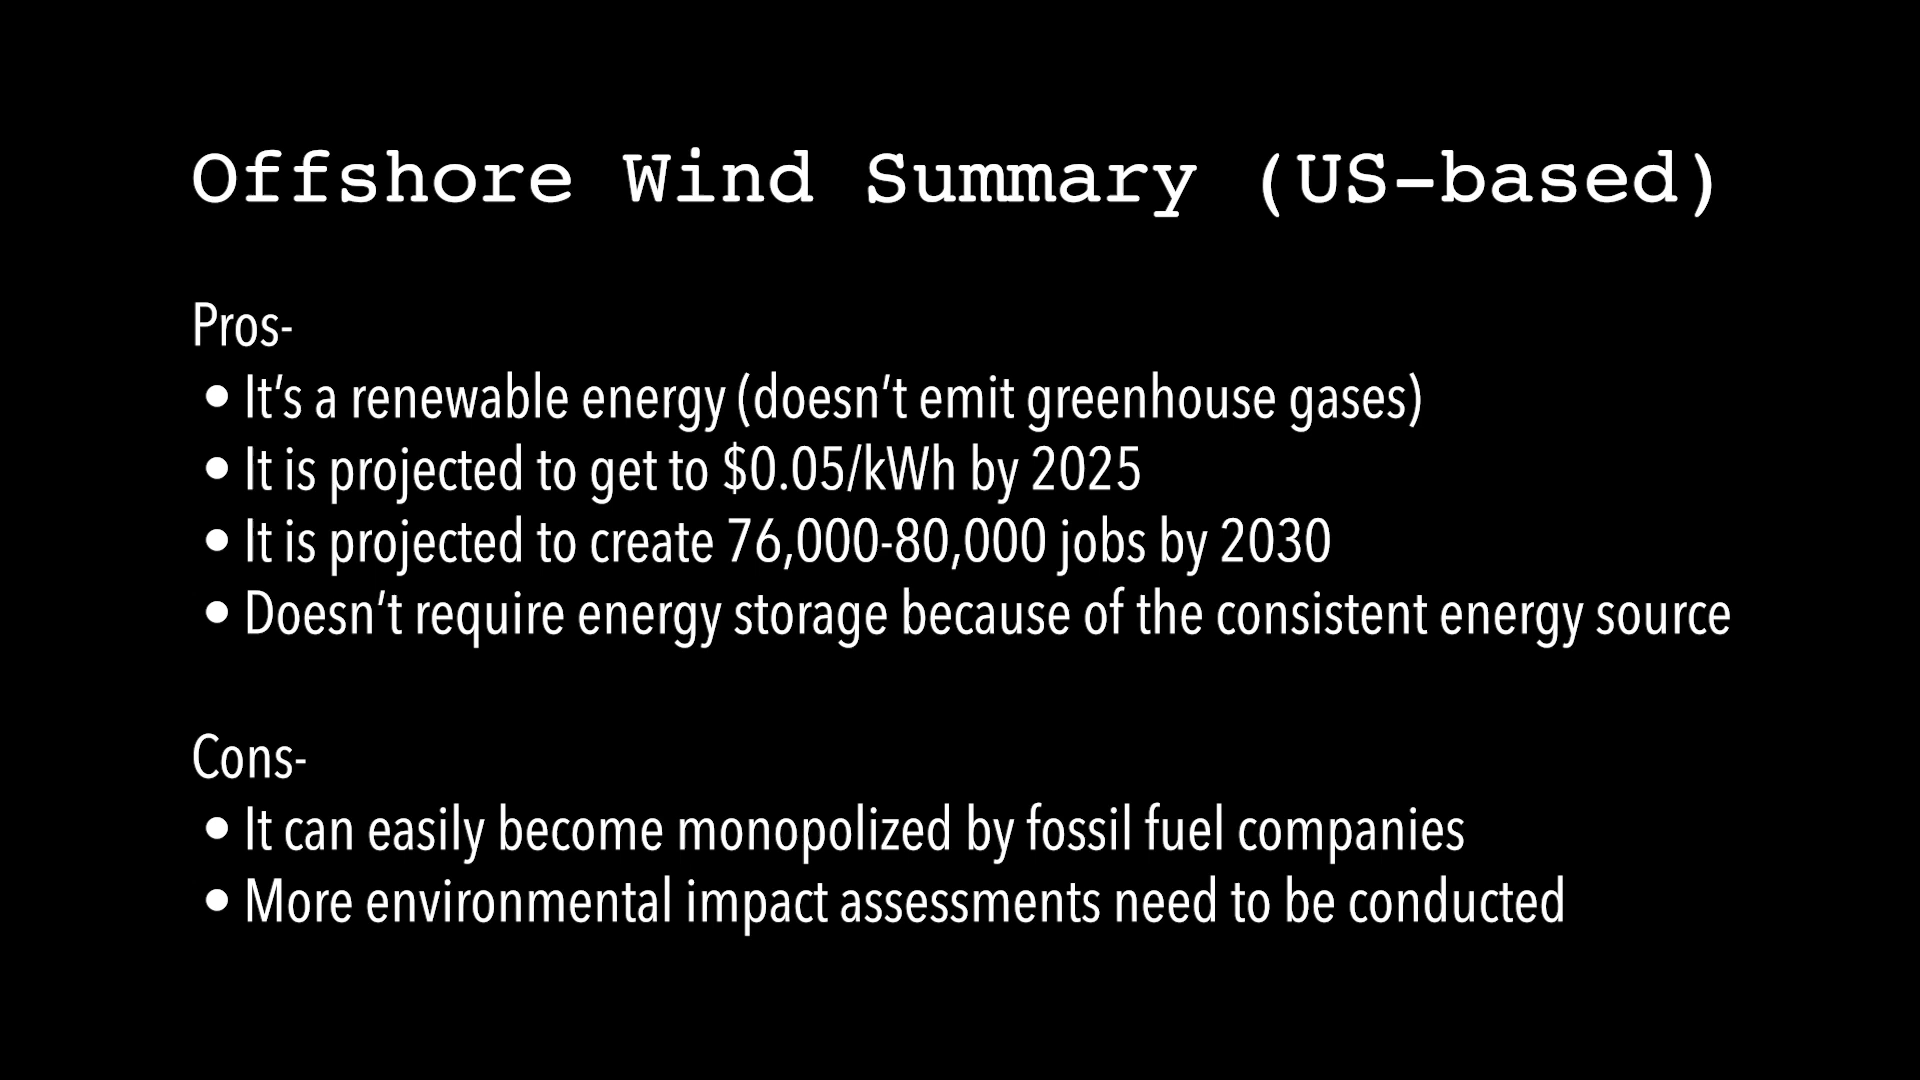 Offshore Wind Summary (US-based)
Pros-
• It’s a renewable energy (doesn’t emit greenhouse gases)
• It is projected to get to $0.05/kWh by 2025
• It is projected to create 76,000-80,000 jobs by 2030
• Doesn’t require energy storage because of the consistent energy source
Cons-
• It can easily become monopolized by fossil fuel companies
• More environmental impact assessments need to be conducted